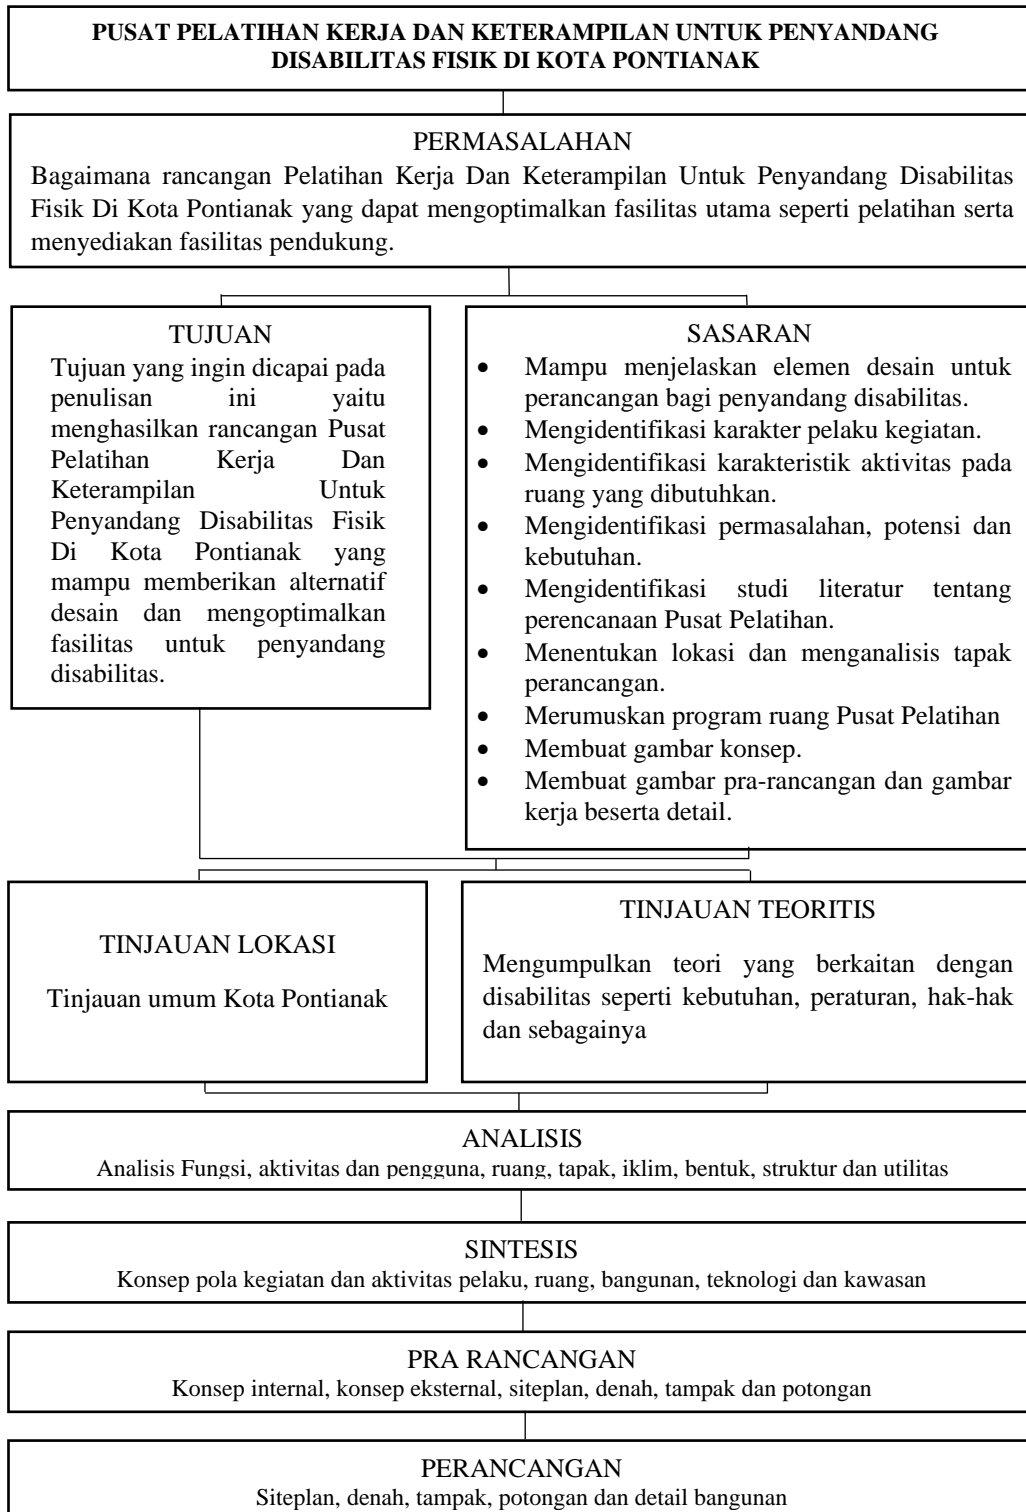 PUSAT PELATIHAN KERJA DAN KETERAMPILAN UNTUK PENYANDANG
DISABILITAS FISIK DI KOTA PONTIANAK
PERMASALAHAN
Bagaimana rancangan Pelatihan Kerja Dan Keterampilan Untuk Penyandang Disabilitas
Fisik Di Kota Pontianak yang dapat mengoptimalkan fasilitas utama seperti pelatihan serta
menyediakan fasilitas pendukung.
TUJUAN
Tujuan yang ingin dicapai pada
penulisan ini yaitu
menghasilkan rancangan Pusat
Pelatihan Kerja Dan
Keterampilan Untuk
Penyandang Disabilitas Fisik
Di Kota Pontianak yang
mampu memberikan alternatif
desain dan mengoptimalkan
fasilitas untuk penyandang
disabilitas.
SASARAN
• Mampu menjelaskan elemen desain untuk
perancangan bagi penyandang disabilitas.
• Mengidentifikasi karakter pelaku kegiatan.
• Mengidentifikasi karakteristik aktivitas pada
ruang yang dibutuhkan.
• Mengidentifikasi permasalahan, potensi dan
kebutuhan.
• Mengidentifikasi studi literatur tentang
perencanaan Pusat Pelatihan.
• Menentukan lokasi dan menganalisis tapak
perancangan.
• Merumuskan program ruang Pusat Pelatihan
• Membuat gambar konsep.
• Membuat gambar pra-rancangan dan gambar
kerja beserta detail.
TINJAUAN LOKASI
Tinjauan umum Kota Pontianak
TINJAUAN TEORITIS
Mengumpulkan teori yang berkaitan dengan
disabilitas seperti kebutuhan, peraturan, hak-hak
dan sebagainya
ANALISIS
Analisis Fungsi, aktivitas dan pengguna, ruang, tapak, iklim, bentuk, struktur dan utilitas
SINTESIS
Konsep pola kegiatan dan aktivitas pelaku, ruang, bangunan, teknologi dan kawasan
PRA RANCANGAN
Konsep internal, konsep eksternal, siteplan, denah, tampak dan potongan
PERANCANGAN
Siteplan, denah, tampak, potongan dan detail bangunan